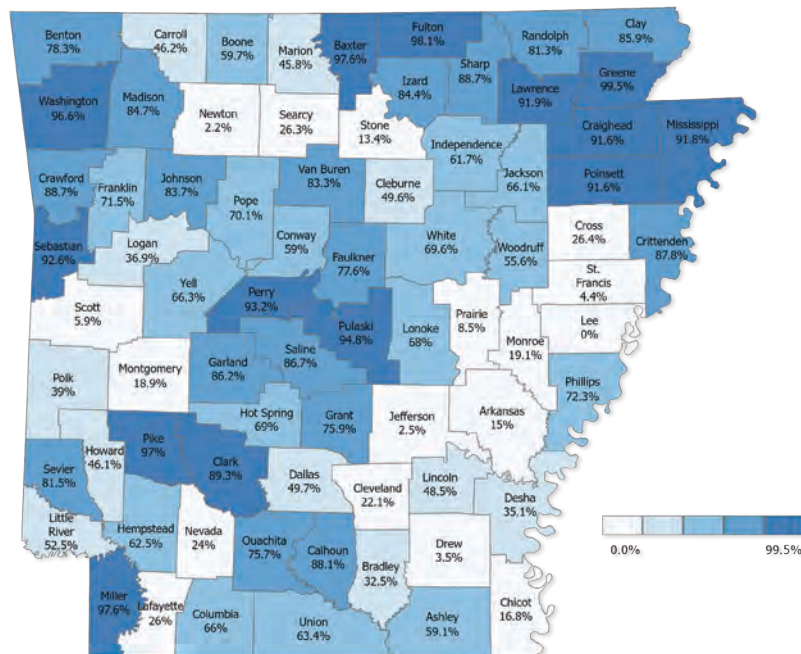 Benton
78.3%
Carroll
46.2%
Boone
59.7%
Marion
45.8%
Baxter
97.6%
Fulton
98.1%
Randolph
81.3%
Clay
85.9%
Washington
96.6%
Madison
84.7%
Newton
2.2%
Searcy
26.3%
Stone
13.4%
Izard
84.4%
Sharp
88.7%
Lawrence
91.9%
Greene
99.5%
Craighead
91.6%
Mississippi
91.8%
Independence
61.7%
Jackson
66.1%
Poinsett
91.6%
Crawford
88.7%
Franklin
71.5%
Johnson
83.7%
Pope
70.1%
Van Buren
83.3%
Cleburne
49.6%
Sebastian
92.6%
Logan
36.9%
Conway
59%
Faulkner
77.6%
White
69.6%
Woodruff
55.6%
Cross
26.4%
Crittenden
87.8%
St.
Francis
4.4%
Yell
66.3%
Perry
93.2%
Pulaski
94.8%
Lonoke
68%
Prairie
8.5%
Monroe
19.1%
Lee
0%
Scott
5.9%
Polk
39%
Montgomery
18.9%
Garland
86.2%
Saline
86.7%
Phillips
72.3%
Hot Spring
69%
Grant
75.9%
Jefferson
2.5%
Arkansas
15%
Howard
46.1%
Pike
97%
Clark
89.3%
Sevier
81.5%
Dallas
49.7%
Cleveland
22.1%
Lincoln
48.5%
Desha
35.1%
Little
River
52.5%
Hempstead
62.5%
Nevada
24%
Ouachita
75.7%
Calhoun
88.1%
Bradley
32.5%
Drew
3.5%
Chicot
16.8%
Miller
97.6%
Lafayette
26%
Columbia
66%
Union
63.4%
Ashley
59.1%
0.0%
99.5%